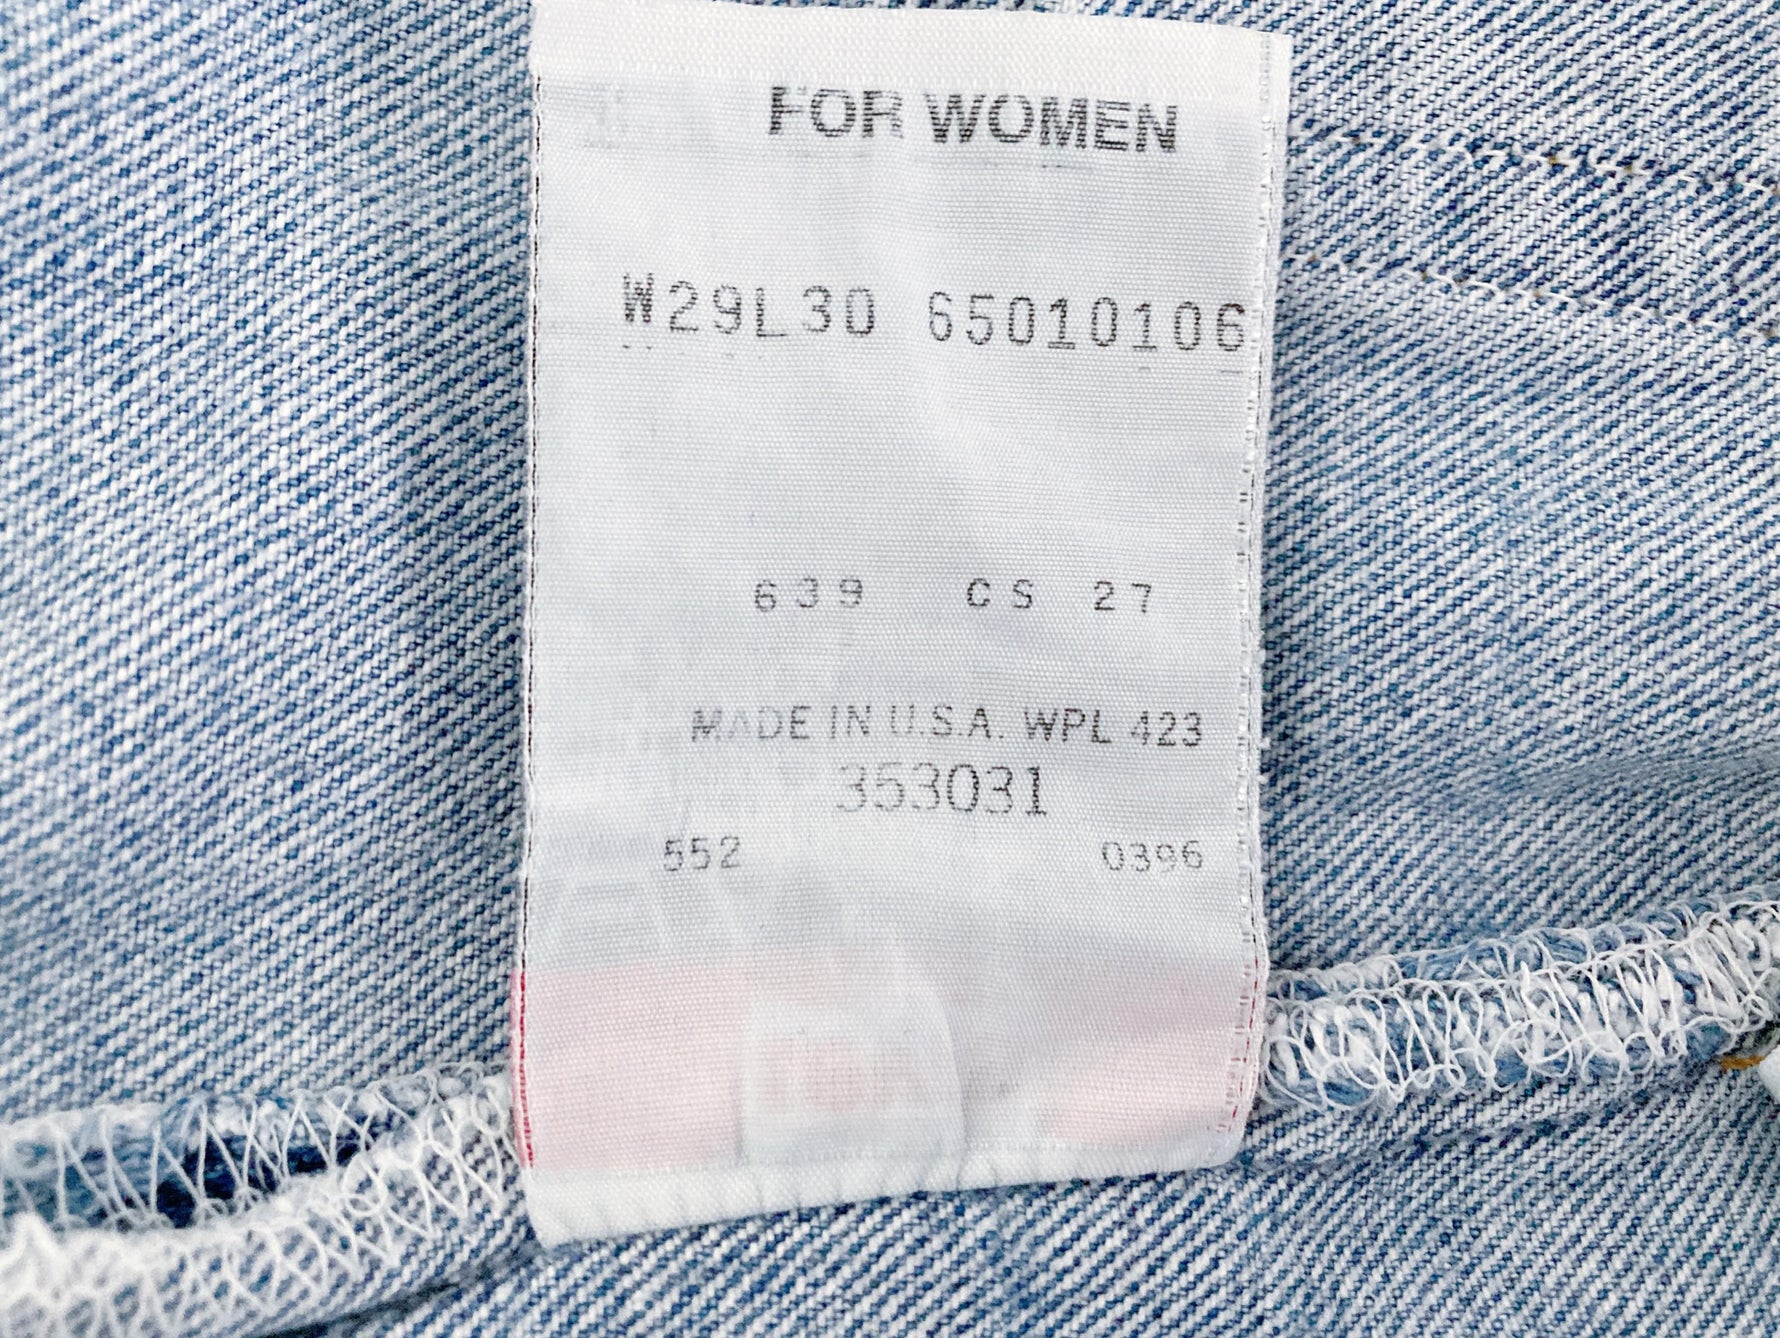 FOR WOMEN
W29L30 65010106
639 CS 27
MADE IN U.S.A. WPL 423
353031
552 0396